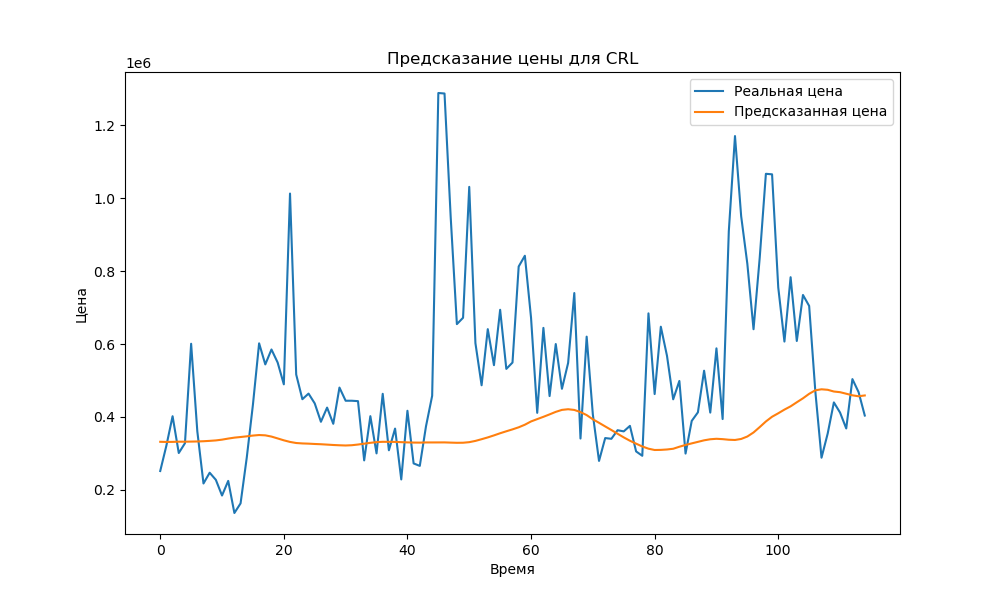 Предсказание цены для CRL
1e6
Реальная цена
Предсказанная цена
1.2
1.0
0.8
0.6
0.4
0.2
Цена
0 20 40 60 80 100
Время